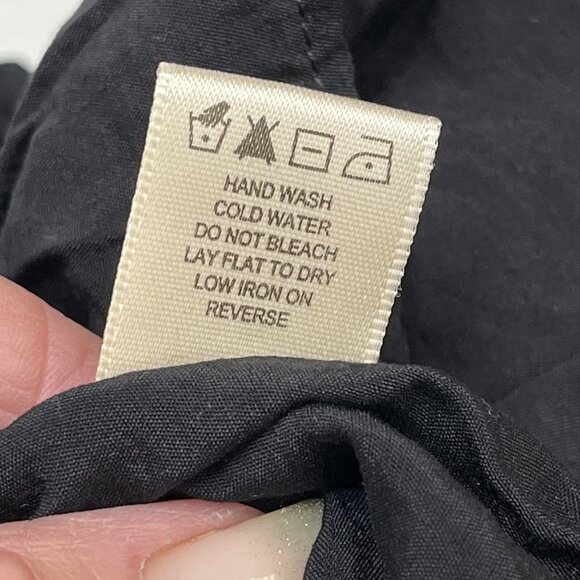 HAND WASH
COLD WATER
DO NOT BLEACH
LAY FLAT TO DRY
LOW IRON ON
REVERSE